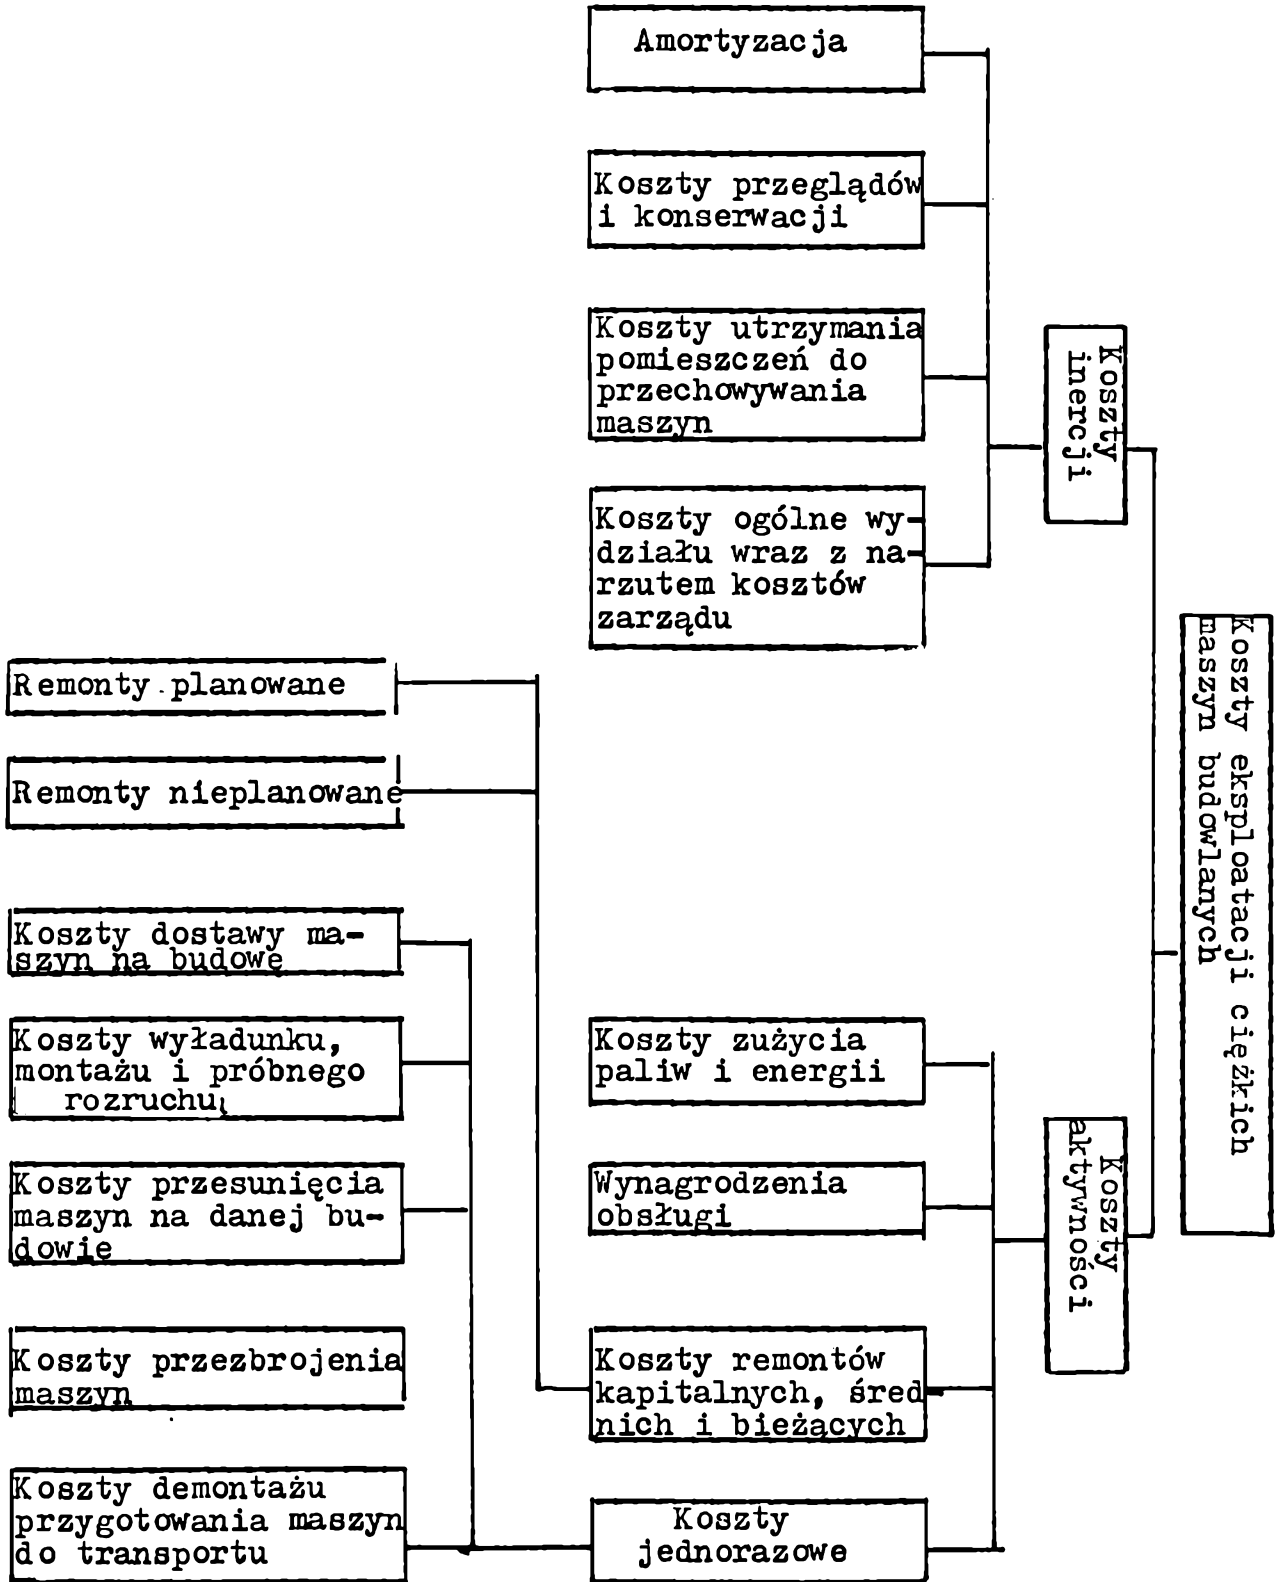 Amortyzacja
Koszty przeglądów
i konserwacji
Koszty utrzymania
pomieszczeń do
przechowywania
maszyn
Koszty ogólne wy-
działu wraz z na-
rzutem kosztów
zarządu
Koszty
inercji
Koszty eksploatacji ciężkich
maszyn budowlanych
Remonty planowane
Remonty nieplanowane
Koszty dostawy ma-
szyn na budowę
Koszty wyładunku,
montażu i próbnego
rozruchu
Koszty przesunięcia
maszyn na danej bu-
dowie
Koszty przezbrojenia
maszyn
Koszty demontażu
przygotowania maszyn
do transportu
Koszty zużycia
paliw i energii
Wynagrodzenia
obsługi
Koszty remontów
kapitalnych, śred-
nich i bieżących
Koszty
jednorazowe
Koszty
aktywności